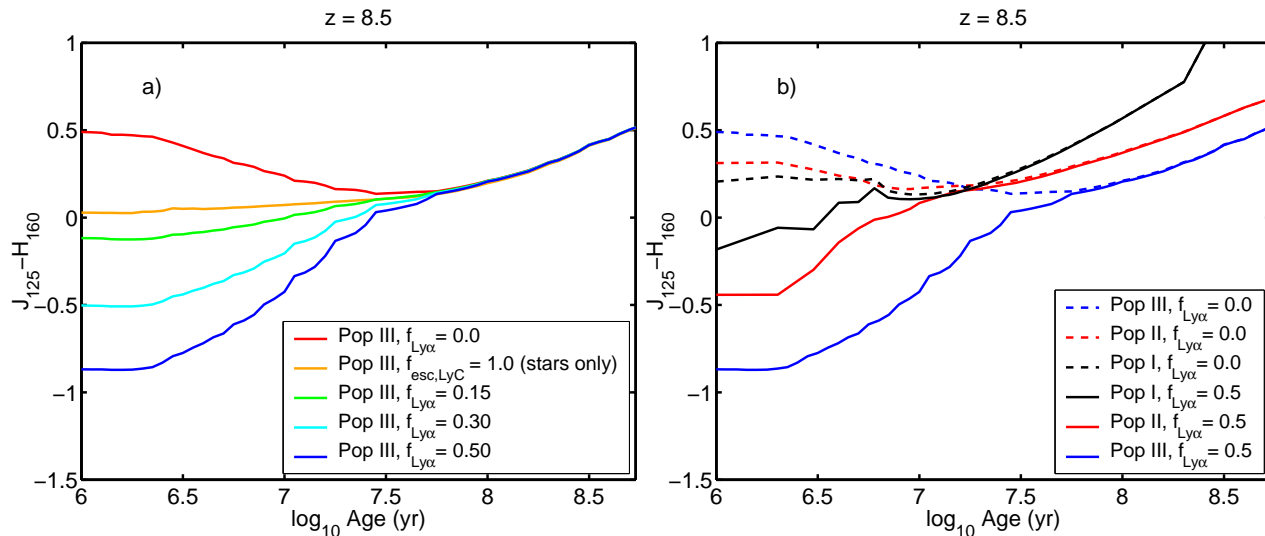 z = 8.5
a)
1
0.5
0
−0.5
−1
−1.5
J125−H160
6
6.5
7
7.5
8
8.5
log10 Age (yr)
Pop III, fLyα= 0.0
Pop III, fesc,LyC = 1.0 (stars only)
Pop III, fLyα= 0.15
Pop III, fLyα= 0.30
Pop III, fLyα= 0.50
z = 8.5
b)
1
0.5
0
−0.5
−1
−1.5
J125−H160
6
6.5
7
7.5
8
8.5
log10 Age (yr)
Pop III, fLyα= 0.0
Pop II, fLyα= 0.0
Pop I, fLyα= 0.0
Pop I, fLyα= 0.5
Pop II, fLyα= 0.5
Pop III, fLyα= 0.5